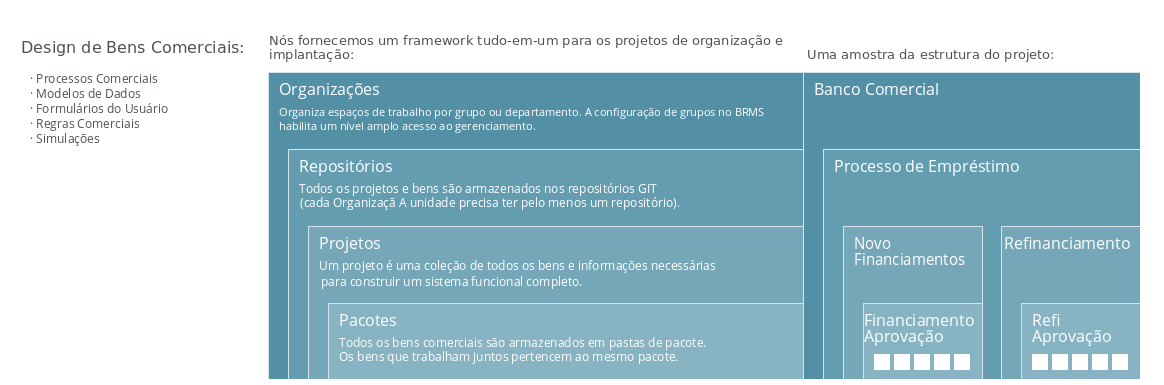 Design de Bens Comerciais:
· Processos Comerciais
· Modelos de Dados
· Formulários do Usuário
· Regras Comerciais
· Simulações
Nós fornecemos um framework tudo-em-um para os projetos de organização e
implantação:
Organizações
Organiza espaços de trabalho por grupo ou departamento. A configuração de grupos no BRMS
habilita um nível amplo acesso ao gerenciamento.
Repositórios
Todos os projetos e bens são armazenados nos repositórios GIT
(cada Organizaçã A unidade precisa ter pelo menos um repositório).
Projetos
Um projeto é uma coleção de todos os bens e informações necessárias
para construir um sistema funcional completo.
Pacotes
Todos os bens comerciais são armazenados em pastas de pacote.
Os bens que trabalham juntos pertencem ao mesmo pacote.
Uma amostra da estrutura do projeto:
Banco Comercial
Processo de Empréstimo
Novo
Financiamentos
Financiamento
Aprovação
Refinanciamento
Refi
Aprovação